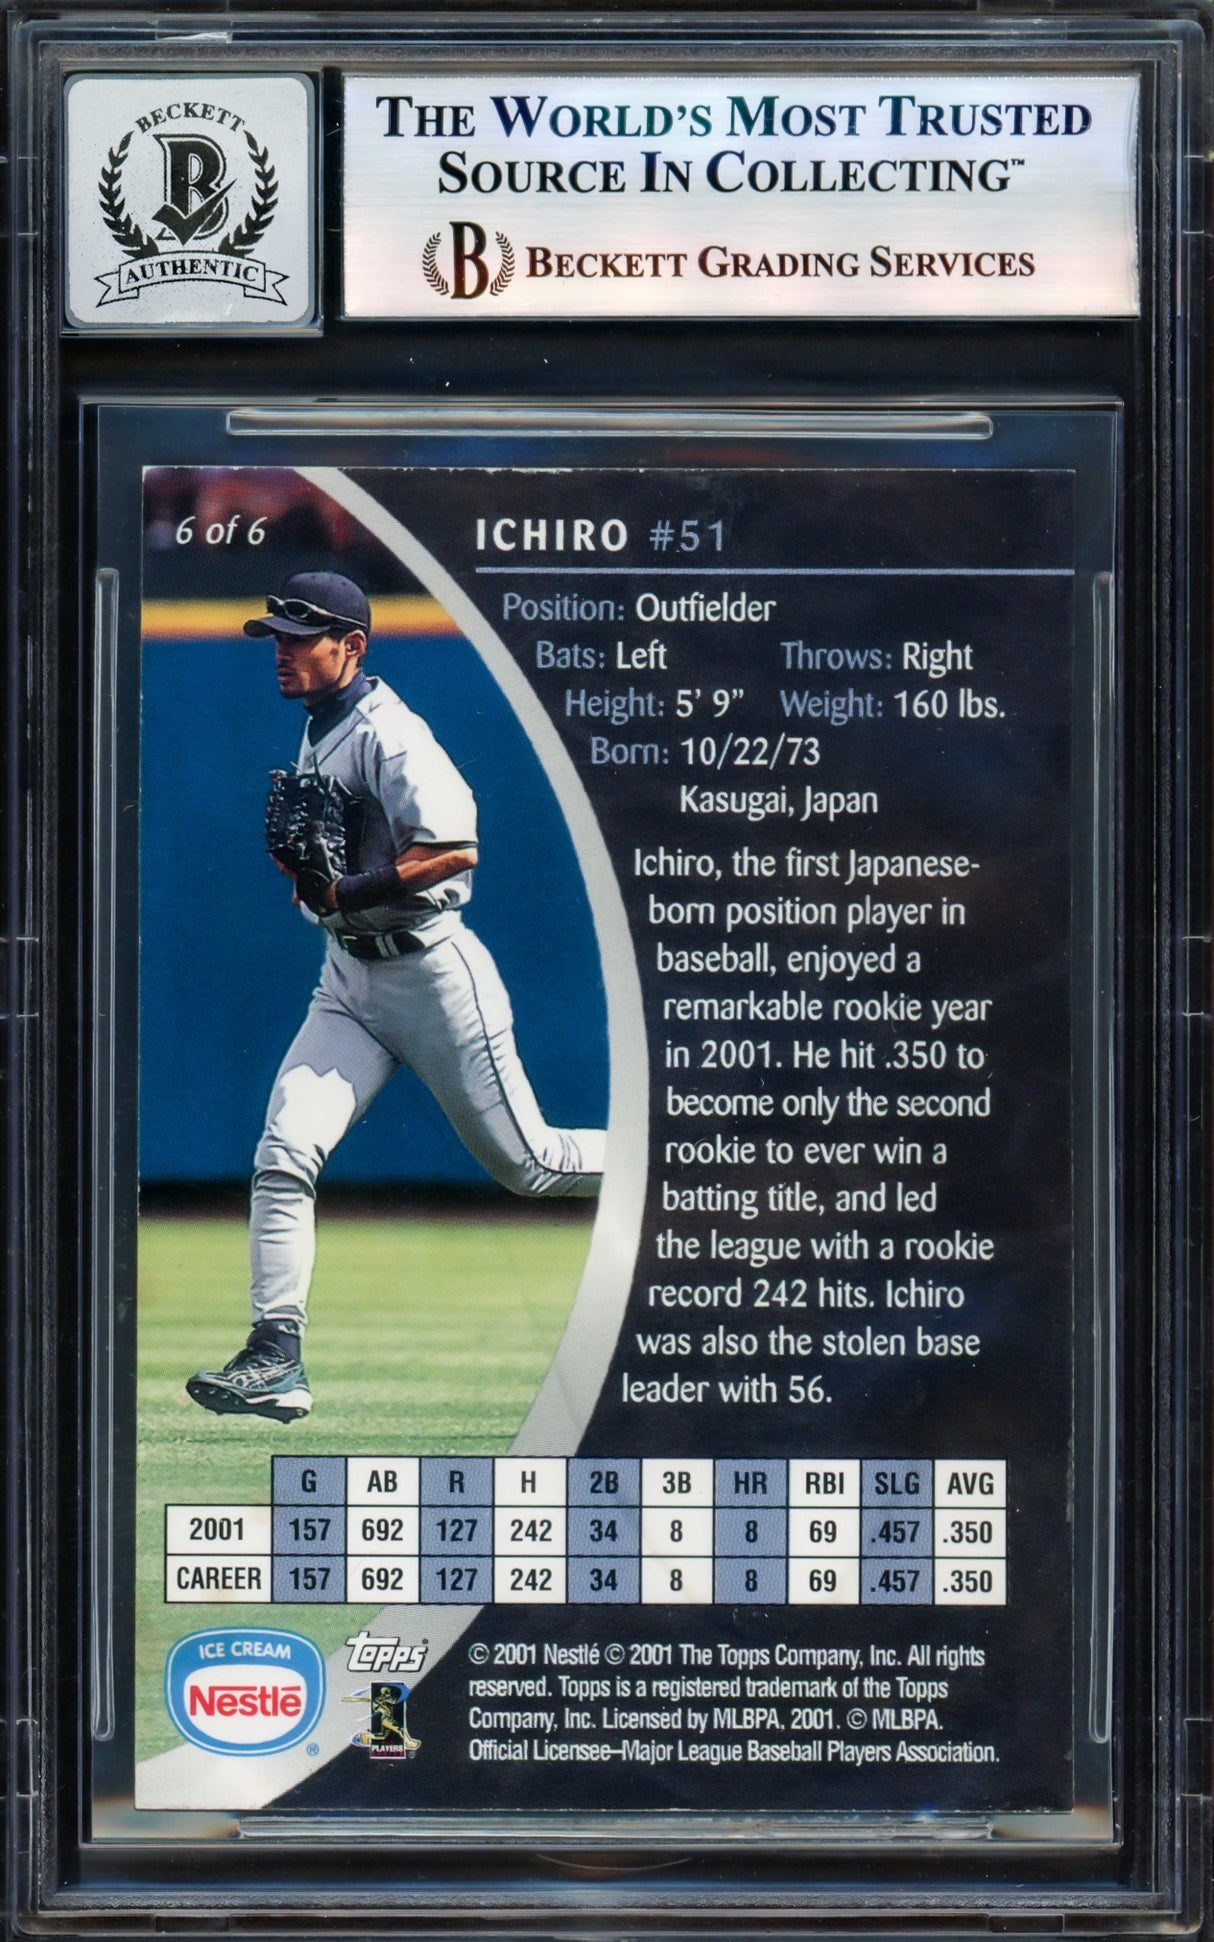 BECKETT
B
AUTHENTIC
THE WORLD'S MOST TRUSTED
SOURCE IN COLLECTING™
B BECKETT GRADING SERVICES
6 of 6
ICHIRO #51
Position: Outfielder
Bats: Left Throws: Right
Height: 5' 9" Weight: 160 lbs.
Born: 10/22/73
Kasugai, Japan
Ichiro, the first Japanese-
born position player in
baseball, enjoyed a
remarkable rookie year
in 2001. He hit .350 to
become only the second
rookie to ever win a
batting title, and led
the league with a rookie
record 242 hits. Ichiro
was also the stolen base
leader with 56.
G AB R H 2B 3B HR RBI SLG AVG
2001 157 692 127 242 34 8 8 69 .457 .350
CAREER 157 692 127 242 34 8 8 69 .457 .350
ICE CREAM
Nestlé
®
topps
PLAYERS
© 2001 Nestlé © 2001 The Topps Company, Inc. All rights
reserved. Topps is a registered trademark of the Topps
Company, Inc. Licensed by MLBPA, 2001. © MLBPA.
Official Licensee–Major League Baseball Players Association.